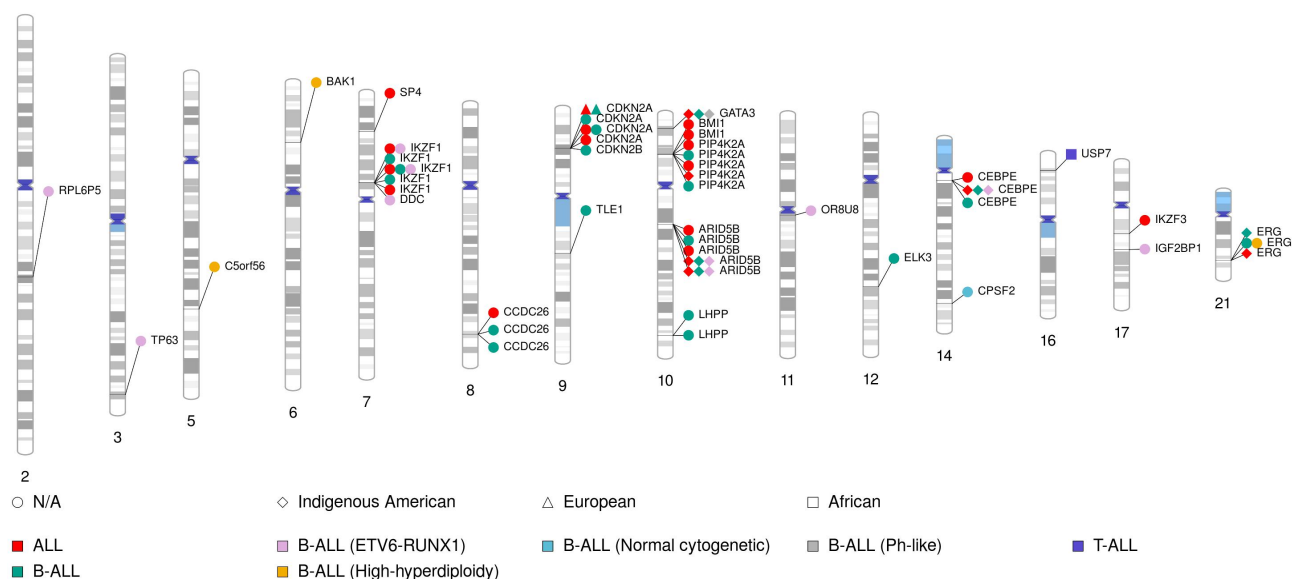 BAK1
SP4
CDKN2A
CDKN2A
CDKN2A
CDKN2A
CDKN2B
GATA3
BMI1
BMI1
PIP4K2A
PIP4K2A
PIP4K2A
PIP4K2A
PIP4K2A
IKZF1
IKZF1
IKZF1
IKZF1
IKZF1
DDC
USP7
CEBPE
CEBPE
CEBPE
RPL6P5
TLE1
OR8U8
IKZF3
IGF2BP1
ARID5B
ARID5B
ARID5B
ARID5B
ARID5B
ERG
ERG
ERG
C5orf56
ELK3
CPSF2
TP63
CCDC26
CCDC26
CCDC26
LHPP
LHPP
2
3
5
6
7
8
9
10
11
12
14
16
17
21
N/A
Indigenous American
European
African
ALL
B-ALL (ETV6-RUNX1)
B-ALL (Normal cytogenetic)
B-ALL (Ph-like)
T-ALL
B-ALL
B-ALL (High-hyperdiploidy)